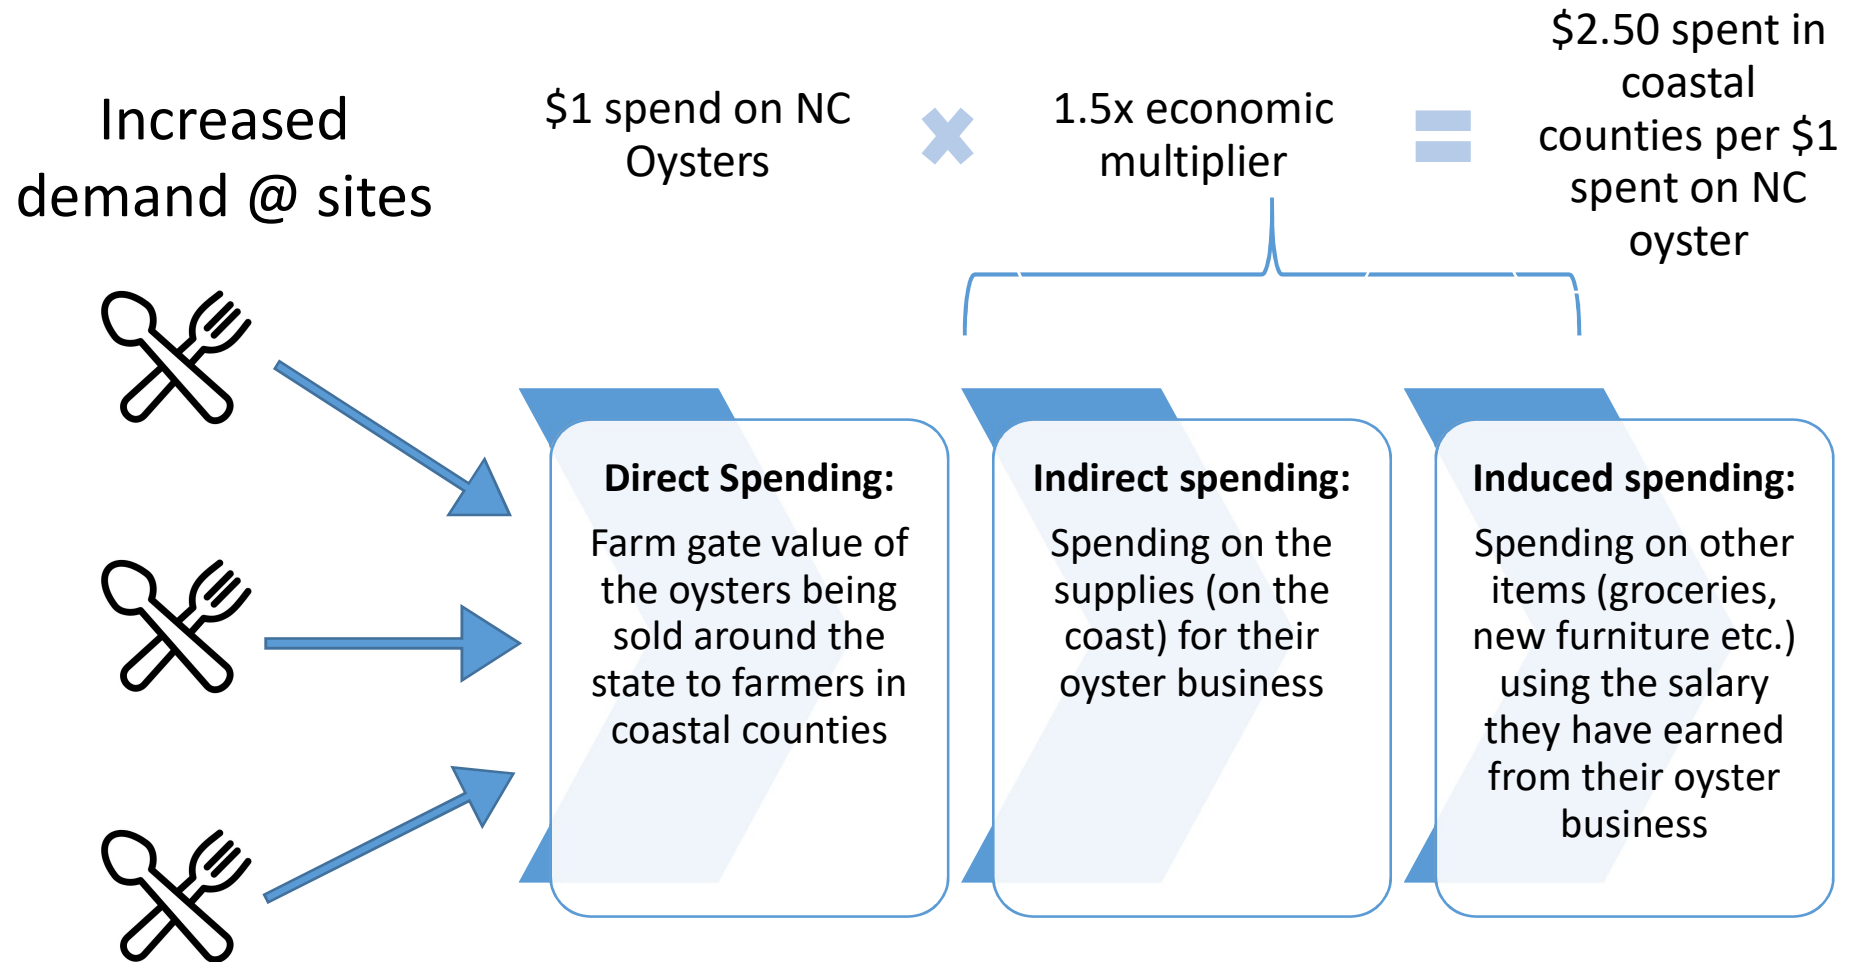 Increased
demand @ sites
$1 spend on NC
Oysters
1.5x economic
multiplier
$2.50 spent in
coastal
counties per $1
spent on NC
oyster
Direct Spending:
Farm gate value of
the oysters being
sold around the
state to farmers in
coastal counties
Indirect spending:
Spending on the
supplies (on the
coast) for their
oyster business
Induced spending:
Spending on other
items (groceries,
new furniture etc.)
using the salary
they have earned
from their oyster
business